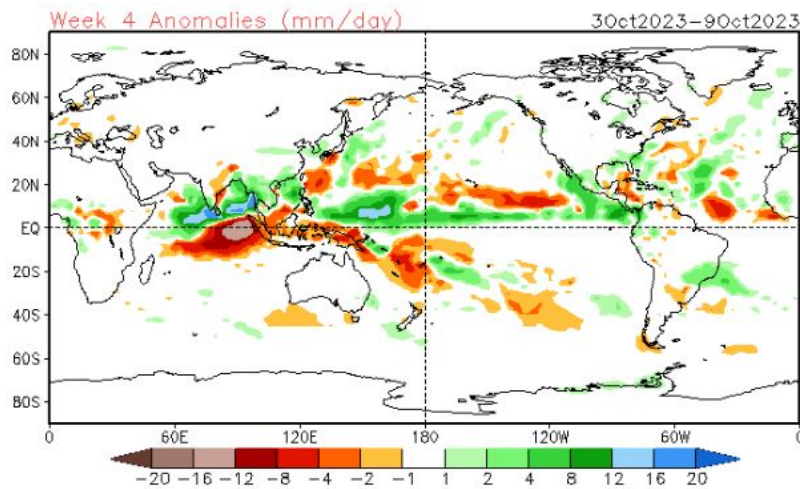 Week 4 Anomalies (mm/day) 3Oct2023-9Oct2023
80N
60N
40N
20N
EQ
20S
40S
60S
80S
0 60E 120E 180 120W 60W 0
-20 -16 -12 -8 -4 -2 -1 1 2 4 8 12 16 20